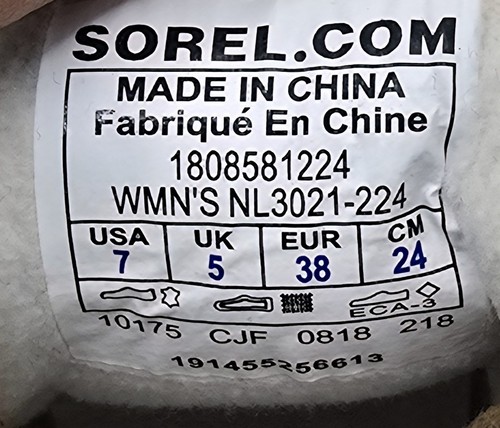 SOREL.COM
MADE IN CHINA
Fabriqué En Chine
1808581224
WMN'S NL3021-224
USA UK EUR CM
7 5 38 24
ECA-3
10175 CJF 0818 218
191455256613